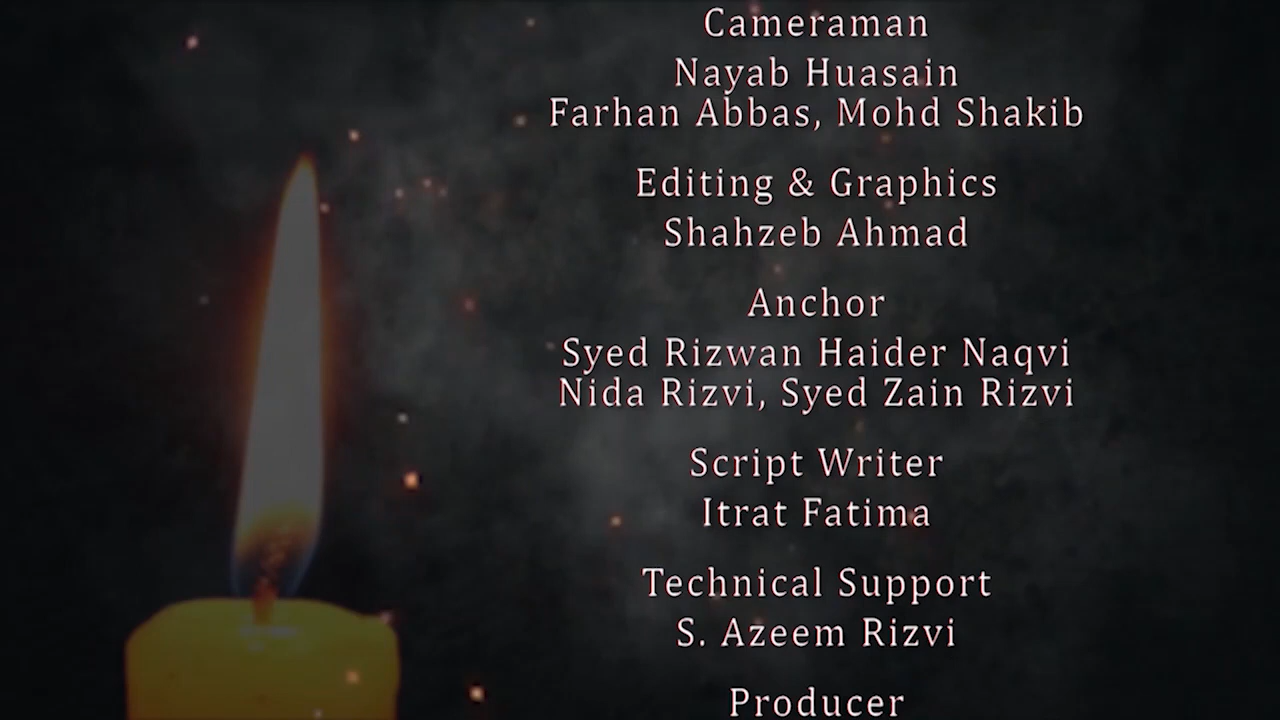 Cameraman
Nayab Huasain
Farhan Abbas, Mohd Shakib
Editing & Graphics
Shahzeb Ahmad
Anchor
Syed Rizwan Haider Naqvi
Nida Rizvi, Syed Zain Rizvi
Script Writer
Itrat Fatima
Technical Support
S. Azeem Rizvi
Producer